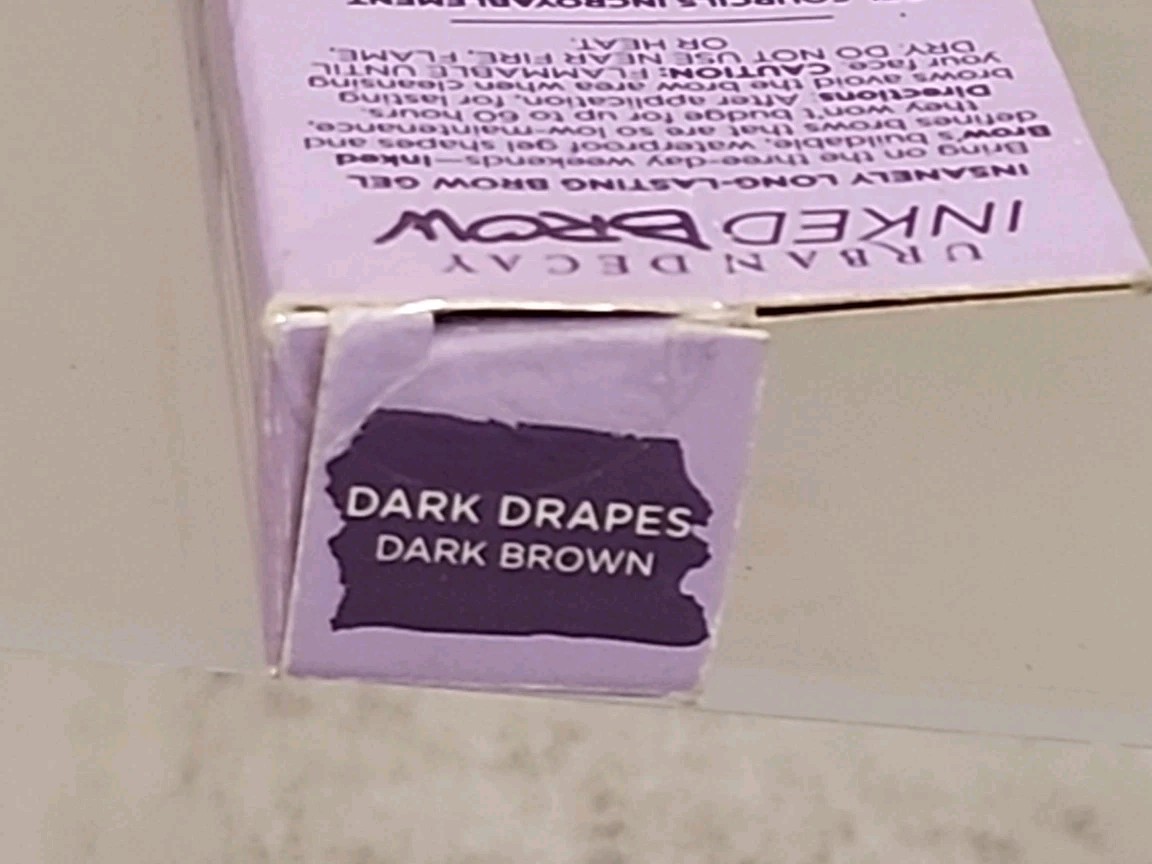 URBAN DECAY
INKED BROW
INSANELY LONG-LASTING BROW GEL
Bring on the three-day weekends—Inked
Brow's buildable, waterproof gel shapes and
defines brows that are so low-maintenance,
they won't budge for up to 60 hours.
Directions After application, for lasting
brows avoid the brow area when cleansing
your face. CAUTION: FLAMMABLE UNTIL
DRY. DO NOT USE NEAR FIRE, FLAME,
OR HEAT.
SOURCILS INCROYABLEMENT
DARK DRAPES
DARK BROWN